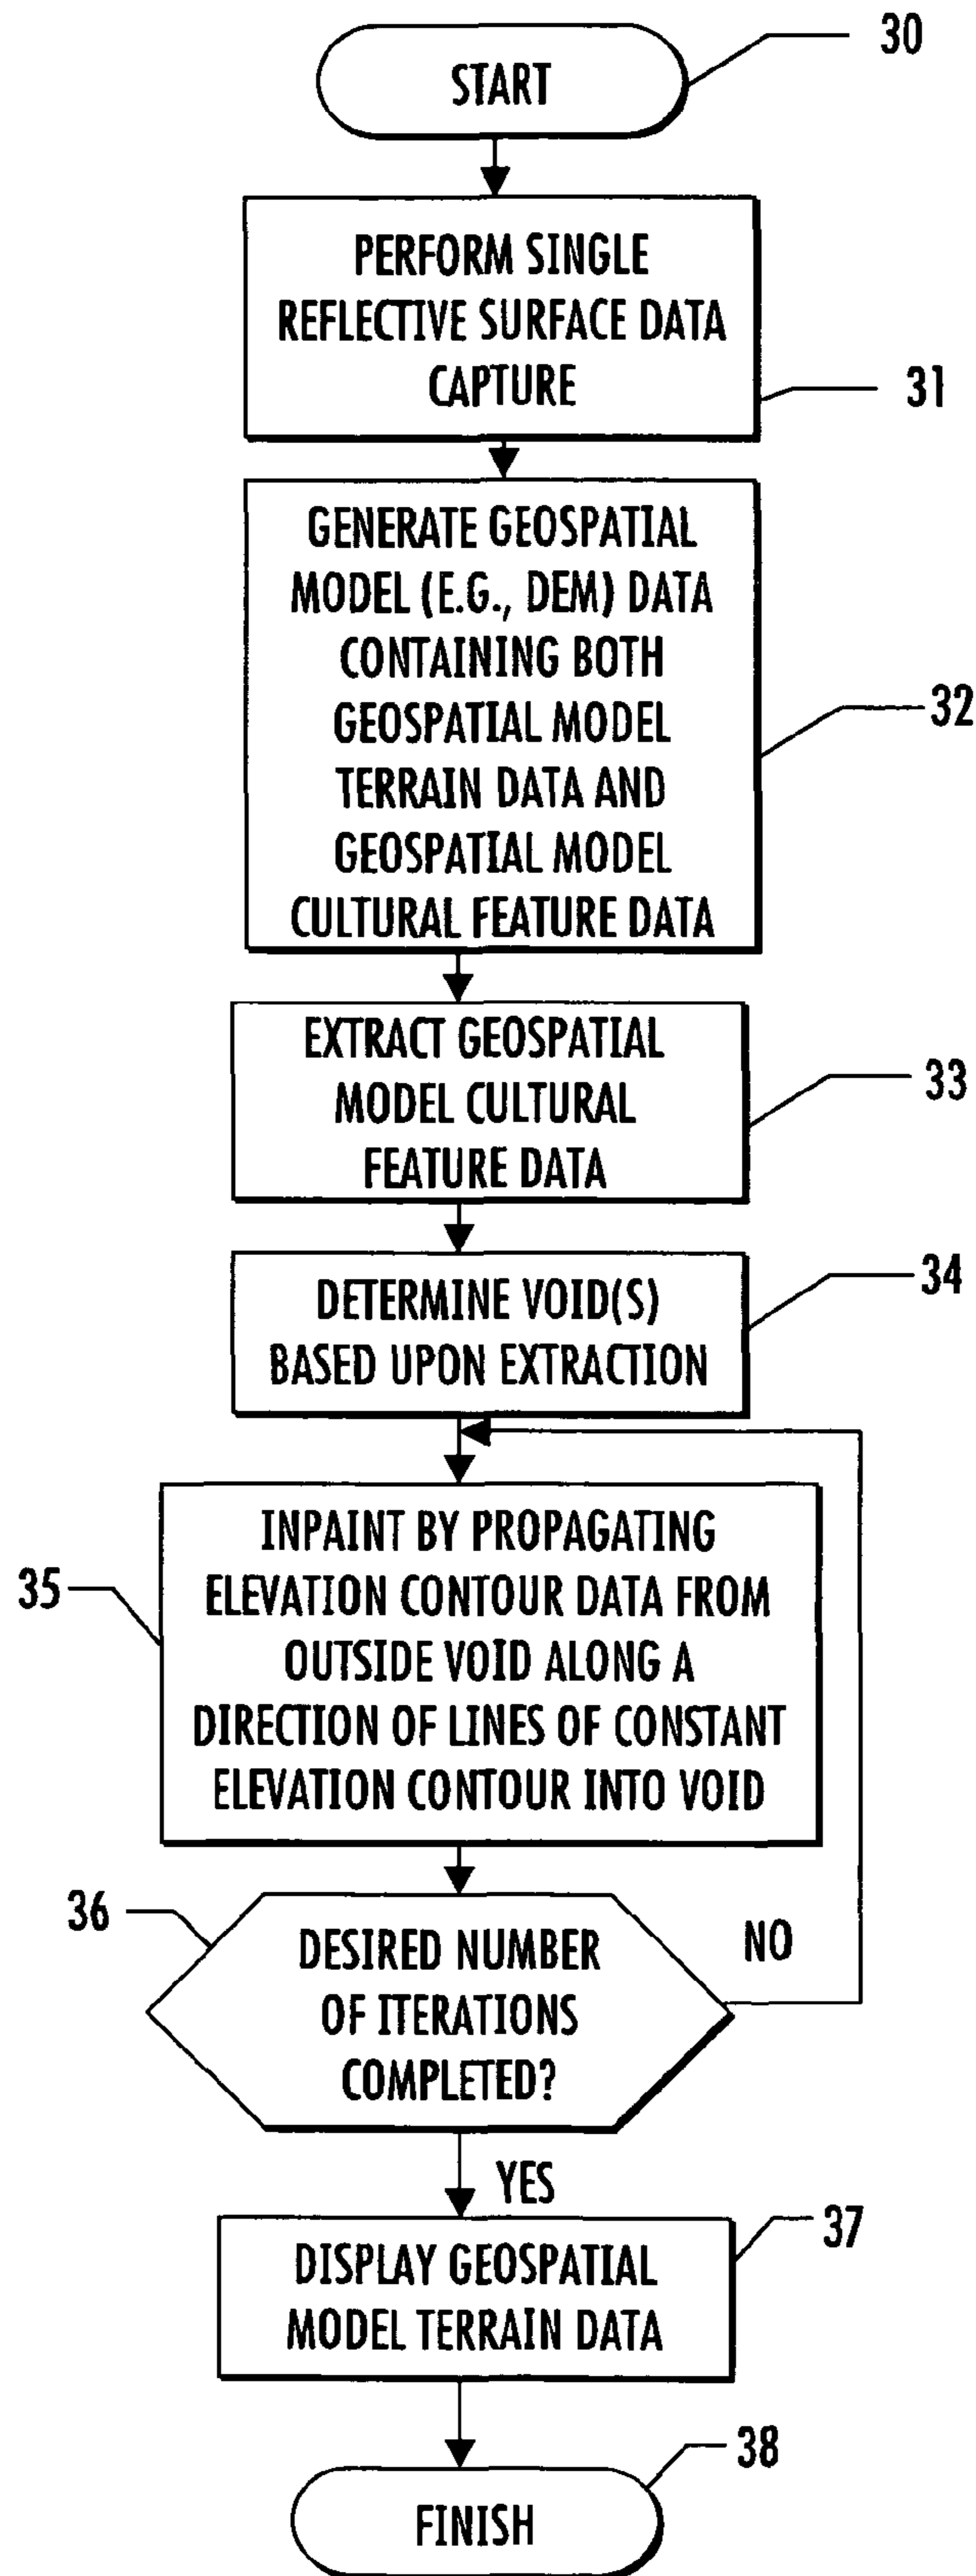 START
30
PERFORM SINGLE
REFLECTIVE SURFACE DATA
CAPTURE
31
GENERATE GEOSPATIAL
MODEL (E.G., DEM) DATA
CONTAINING BOTH
GEOSPATIAL MODEL
TERRAIN DATA AND
GEOSPATIAL MODEL
CULTURAL FEATURE DATA
32
EXTRACT GEOSPATIAL
MODEL CULTURAL
FEATURE DATA
33
DETERMINE VOID(S)
BASED UPON EXTRACTION
34
INPAINT BY PROPAGATING
ELEVATION CONTOUR DATA FROM
OUTSIDE VOID ALONG A
DIRECTION OF LINES OF CONSTANT
ELEVATION CONTOUR INTO VOID
35
36
DESIRED NUMBER
OF ITERATIONS
COMPLETED?
NO
YES
DISPLAY GEOSPATIAL
MODEL TERRAIN DATA
37
38
FINISH